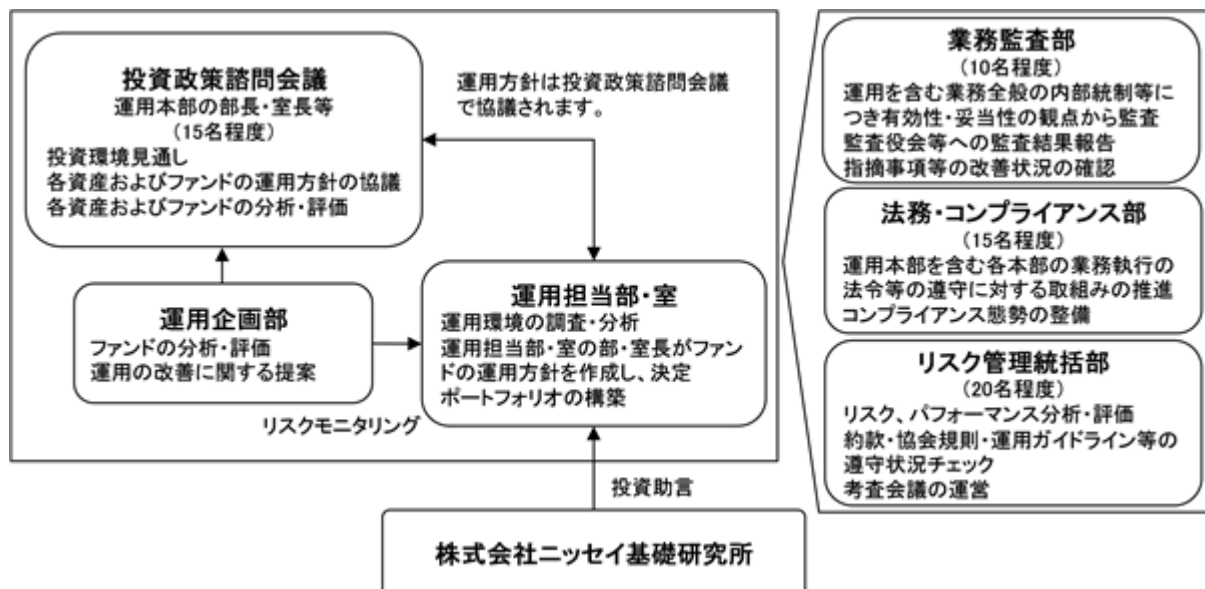 投資政策諮問会議
運用本部の部長・室長等
(15名程度)
投資環境見通し
各資産およびファンドの運用方針の協議
各資産およびファンドの分析・評価
運用方針は投資政策諮問会議
で協議されます。
運用企画部
ファンドの分析・評価
運用の改善に関する提案
運用担当部・室
運用環境の調査・分析
運用担当部・室の部・室長がファン
ドの運用方針を作成し、決定
ポートフォリオの構築
リスクモニタリング
投資助言
株式会社ニッセイ基礎研究所
業務監査部
(10名程度)
運用を含む業務全般の内部統制等に
つき有効性・妥当性の観点から監査
監査役会等への監査結果報告
指摘事項等の改善状況の確認
法務・コンプライアンス部
(15名程度)
運用本部を含む各本部の業務執行の
法令等の遵守に対する取組みの推進
コンプライアンス態勢の整備
リスク管理統括部
(20名程度)
リスク、パフォーマンス分析・評価
約款・協会規則・運用ガイドライン等の
遵守状況チェック
考査会議の運営